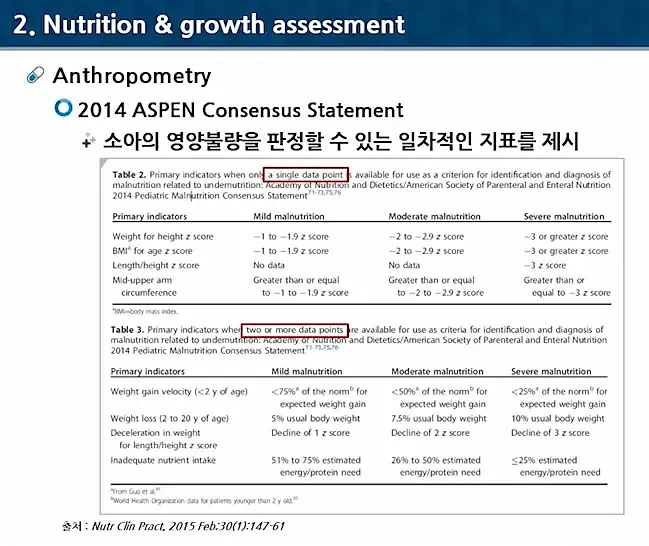 2. Nutrition & growth assessment
Anthropometry
2014 ASPEN Consensus Statement
소아의 영양불량을 판정할 수 있는 일차적인 지표를 제시
Table 2. Primary indicators when only a single data point is available for use as a criterion for identification and diagnosis of
malnutrition related to undernutrition: Academy of Nutrition and Dietetics/American Society of Parenteral and Enteral Nutrition
2014 Pediatric Malnutrition Consensus Statement71-73,75,76
Primary indicators Mild malnutrition Moderate malnutrition Severe malnutrition
Weight for height z score −1 to −1.9 z score −2 to −2.9 z score −3 or greater z score
BMIa for age z score −1 to −1.9 z score −2 to −2.9 z score −3 or greater z score
Length/height z score No data No data −3 z score
Mid-upper arm Greater than or equal Greater than or equal Greater than or
circumference to −1 to −1.9 z score to −2 to −2.9 z score equal to −3 z score
aBMI=body mass index.
Table 3. Primary indicators when two or more data points are available for use as criteria for identification and diagnosis of
malnutrition related to undernutrition: Academy of Nutrition and Dietetics/American Society of Parenteral and Enteral Nutrition
2014 Pediatric Malnutrition Consensus Statement71-73,75,76
Primary indicators Mild malnutrition Moderate malnutrition Severe malnutrition
Weight gain velocity (<2 y of age) <75%a of the normb for <50%a of the normb for <25%a of the normb for
expected weight gain expected weight gain expected weight gain
Weight loss (2 to 20 y of age) 5% usual body weight 7.5% usual body weight 10% usual body weight
Deceleration in weight Decline of 1 z score Decline of 2 z score Decline of 3 z score
for length/height z score
Inadequate nutrient intake 51% to 75% estimated 26% to 50% estimated ≤25% estimated
energy/protein need energy/protein need energy/protein need
aFrom Guo et al.
bWorld Health Organization data for patients younger than 2 y old.
출처 : Nutr Clin Pract. 2015 Feb;30(1):147-61